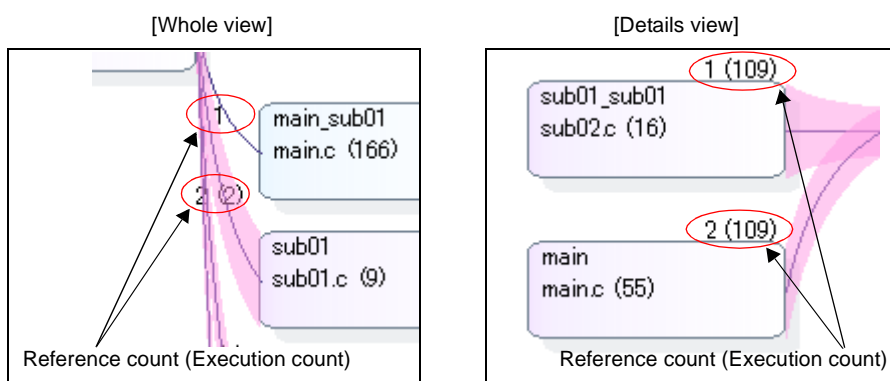 [Whole view]
1
main_sub01
main.c (166)
2 (2)
sub01
sub01.c (9)
Reference count (Execution count)
[Details view]
1 (109)
sub01_sub01
sub02.c (16)
2 (109)
main
main.c (55)
Reference count (Execution count)